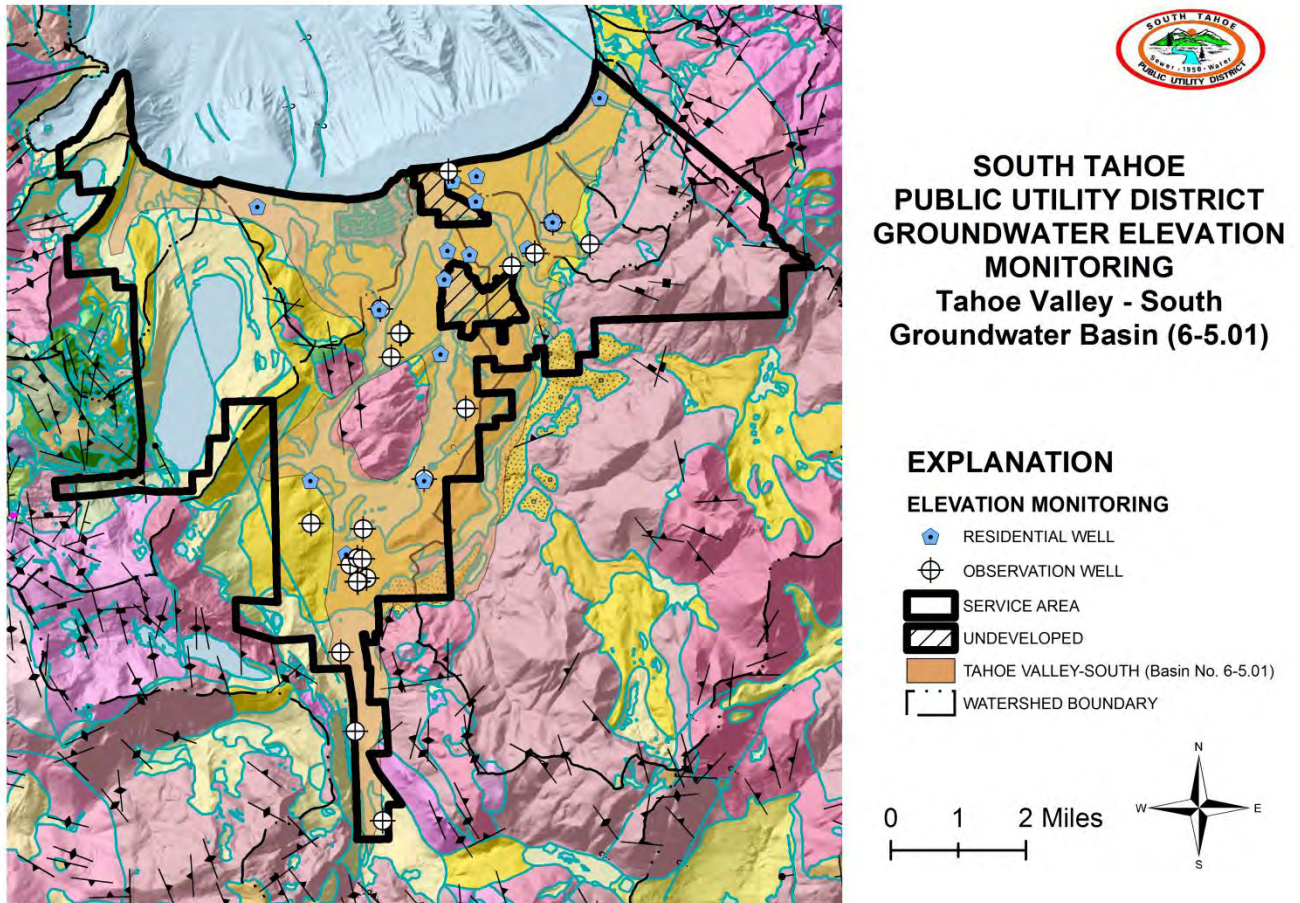 SOUTH TAHOE
Sewer - 1950 - Water
PUBLIC UTILITY DISTRICT
SOUTH TAHOE
PUBLIC UTILITY DISTRICT
GROUNDWATER ELEVATION
MONITORING
Tahoe Valley - South
Groundwater Basin (6-5.01)
EXPLANATION
ELEVATION MONITORING
RESIDENTIAL WELL
OBSERVATION WELL
SERVICE AREA
UNDEVELOPED
TAHOE VALLEY-SOUTH (Basin No. 6-5.01)
WATERSHED BOUNDARY
N
W
E
S
0 1 2 Miles